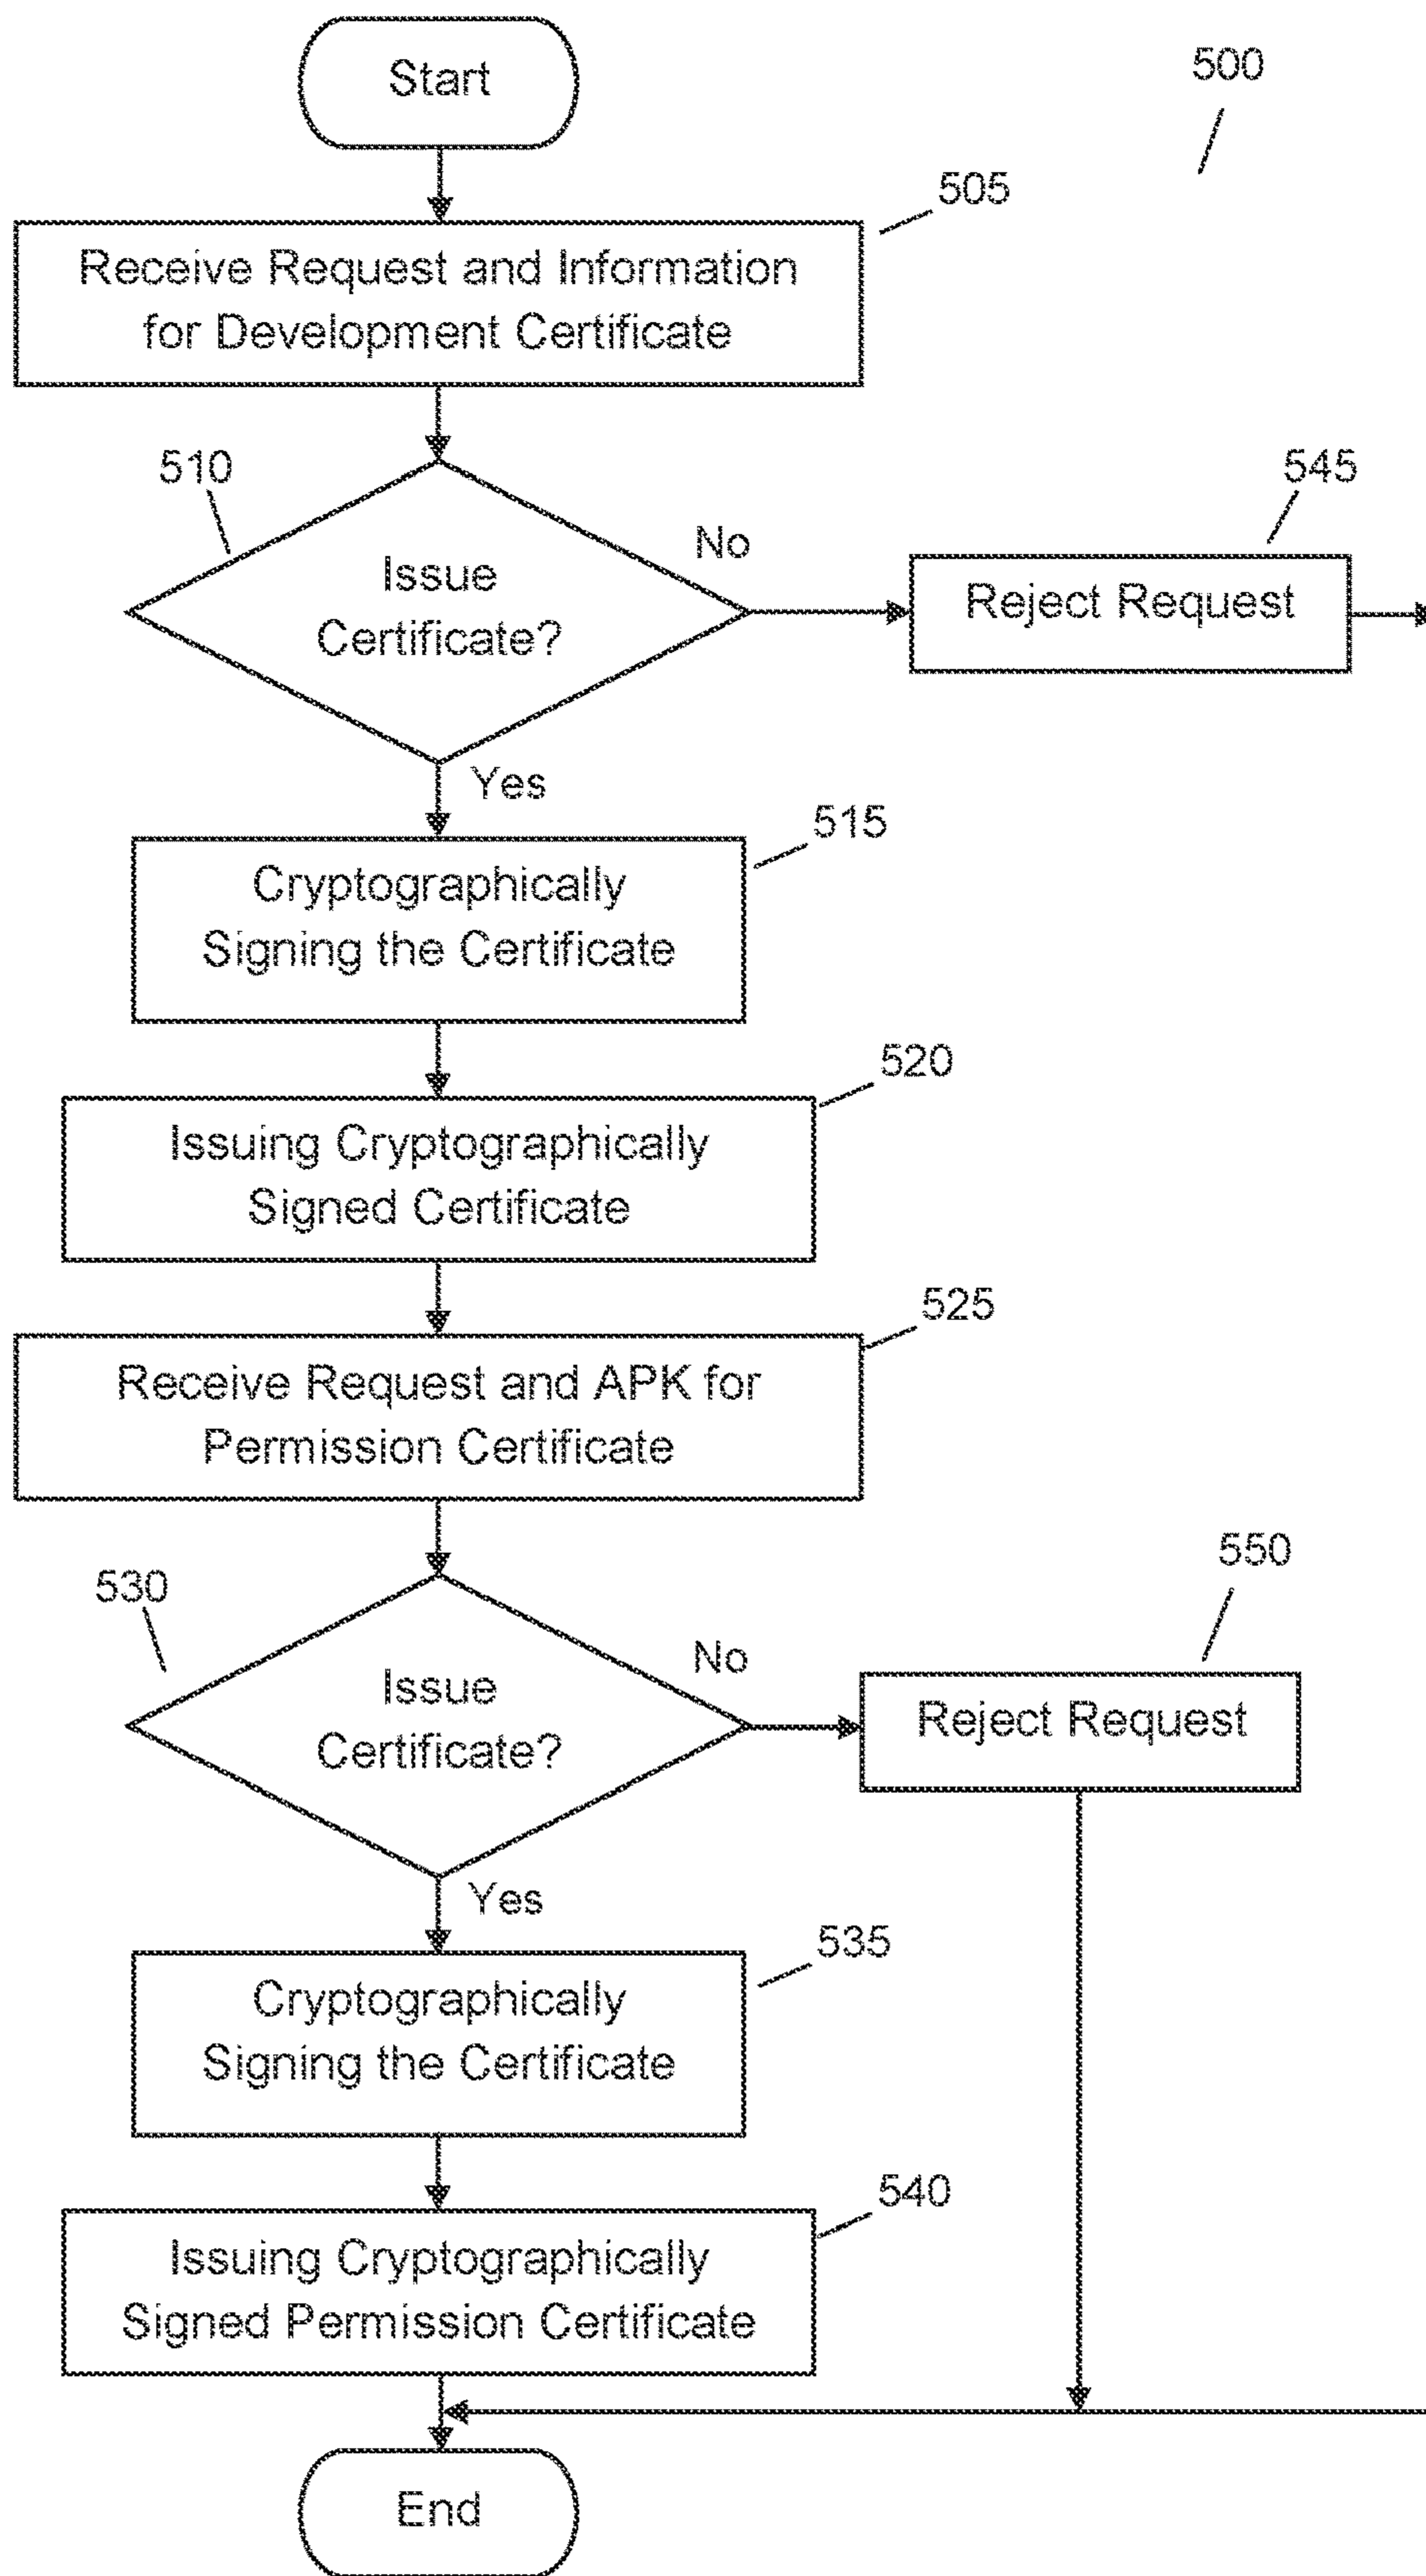 Start
500
505
Receive Request and Information
for Development Certificate
510
545
No
Issue
Certificate?
Reject Request
Yes
515
Cryptographically
Signing the Certificate
520
Issuing Cryptographically
Signed Certificate
525
Receive Request and APK for
Permission Certificate
530
550
No
Issue
Certificate?
Reject Request
Yes
535
Cryptographically
Signing the Certificate
540
Issuing Cryptographically
Signed Permission Certificate
End